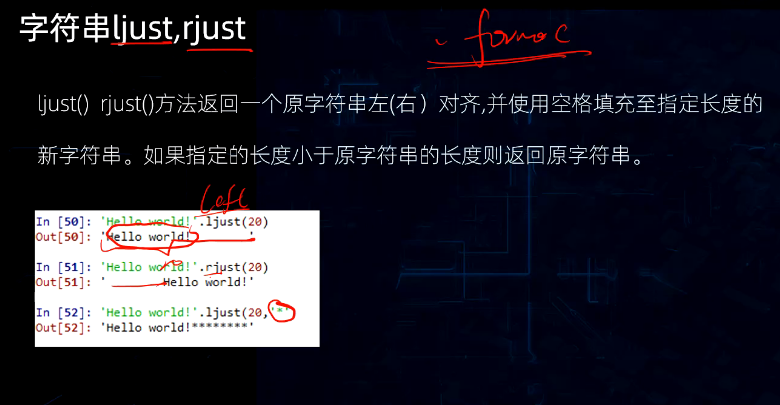 字符串ljust,rjust
ljust() rjust()方法返回一个原字符串左(右）对齐,并使用空格填充至指定长度的
新字符串。如果指定的长度小于原字符串的长度则返回原字符串。
left
In [50]: 'Hello world!'.ljust(20)
Out[50]: 'Hello world!        '
In [51]: 'Hello world!'.rjust(20)
Out[51]: '        Hello world!'
In [52]: 'Hello world!'.ljust(20,'*')
Out[52]: 'Hello world!********'